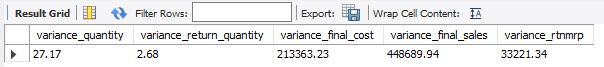 Result Grid Filter Rows: Export: Wrap Cell Content: IA
variance_quantity variance_return_quantity variance_final_cost variance_final_sales variance_rtnmrp
27.17 2.68 213363.23 448689.94 33221.34